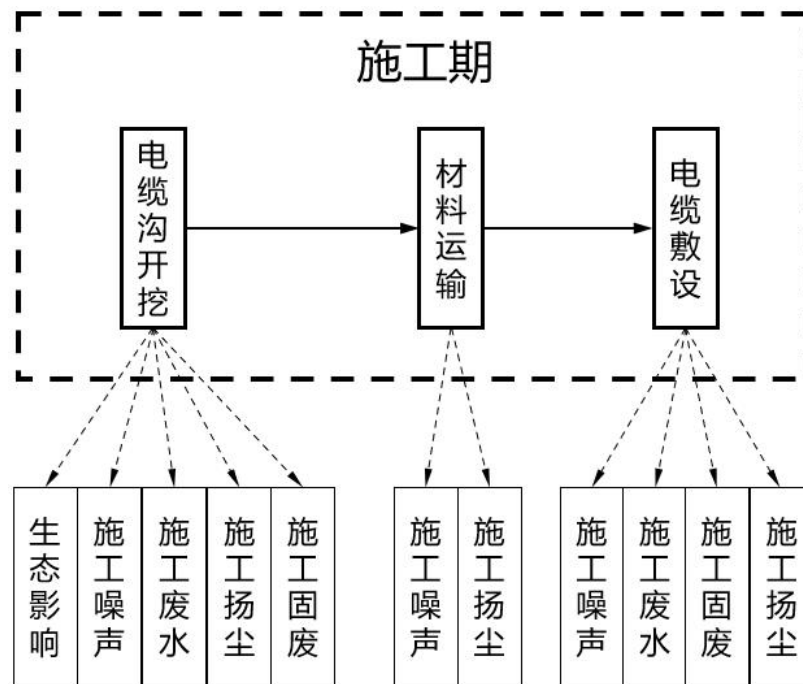 施工期
电缆沟开挖
材料运输
电缆敷设
生态影响
施工噪声
施工废水
施工扬尘
施工固废
施工噪声
施工扬尘
施工噪声
施工废水
施工固废
施工扬尘